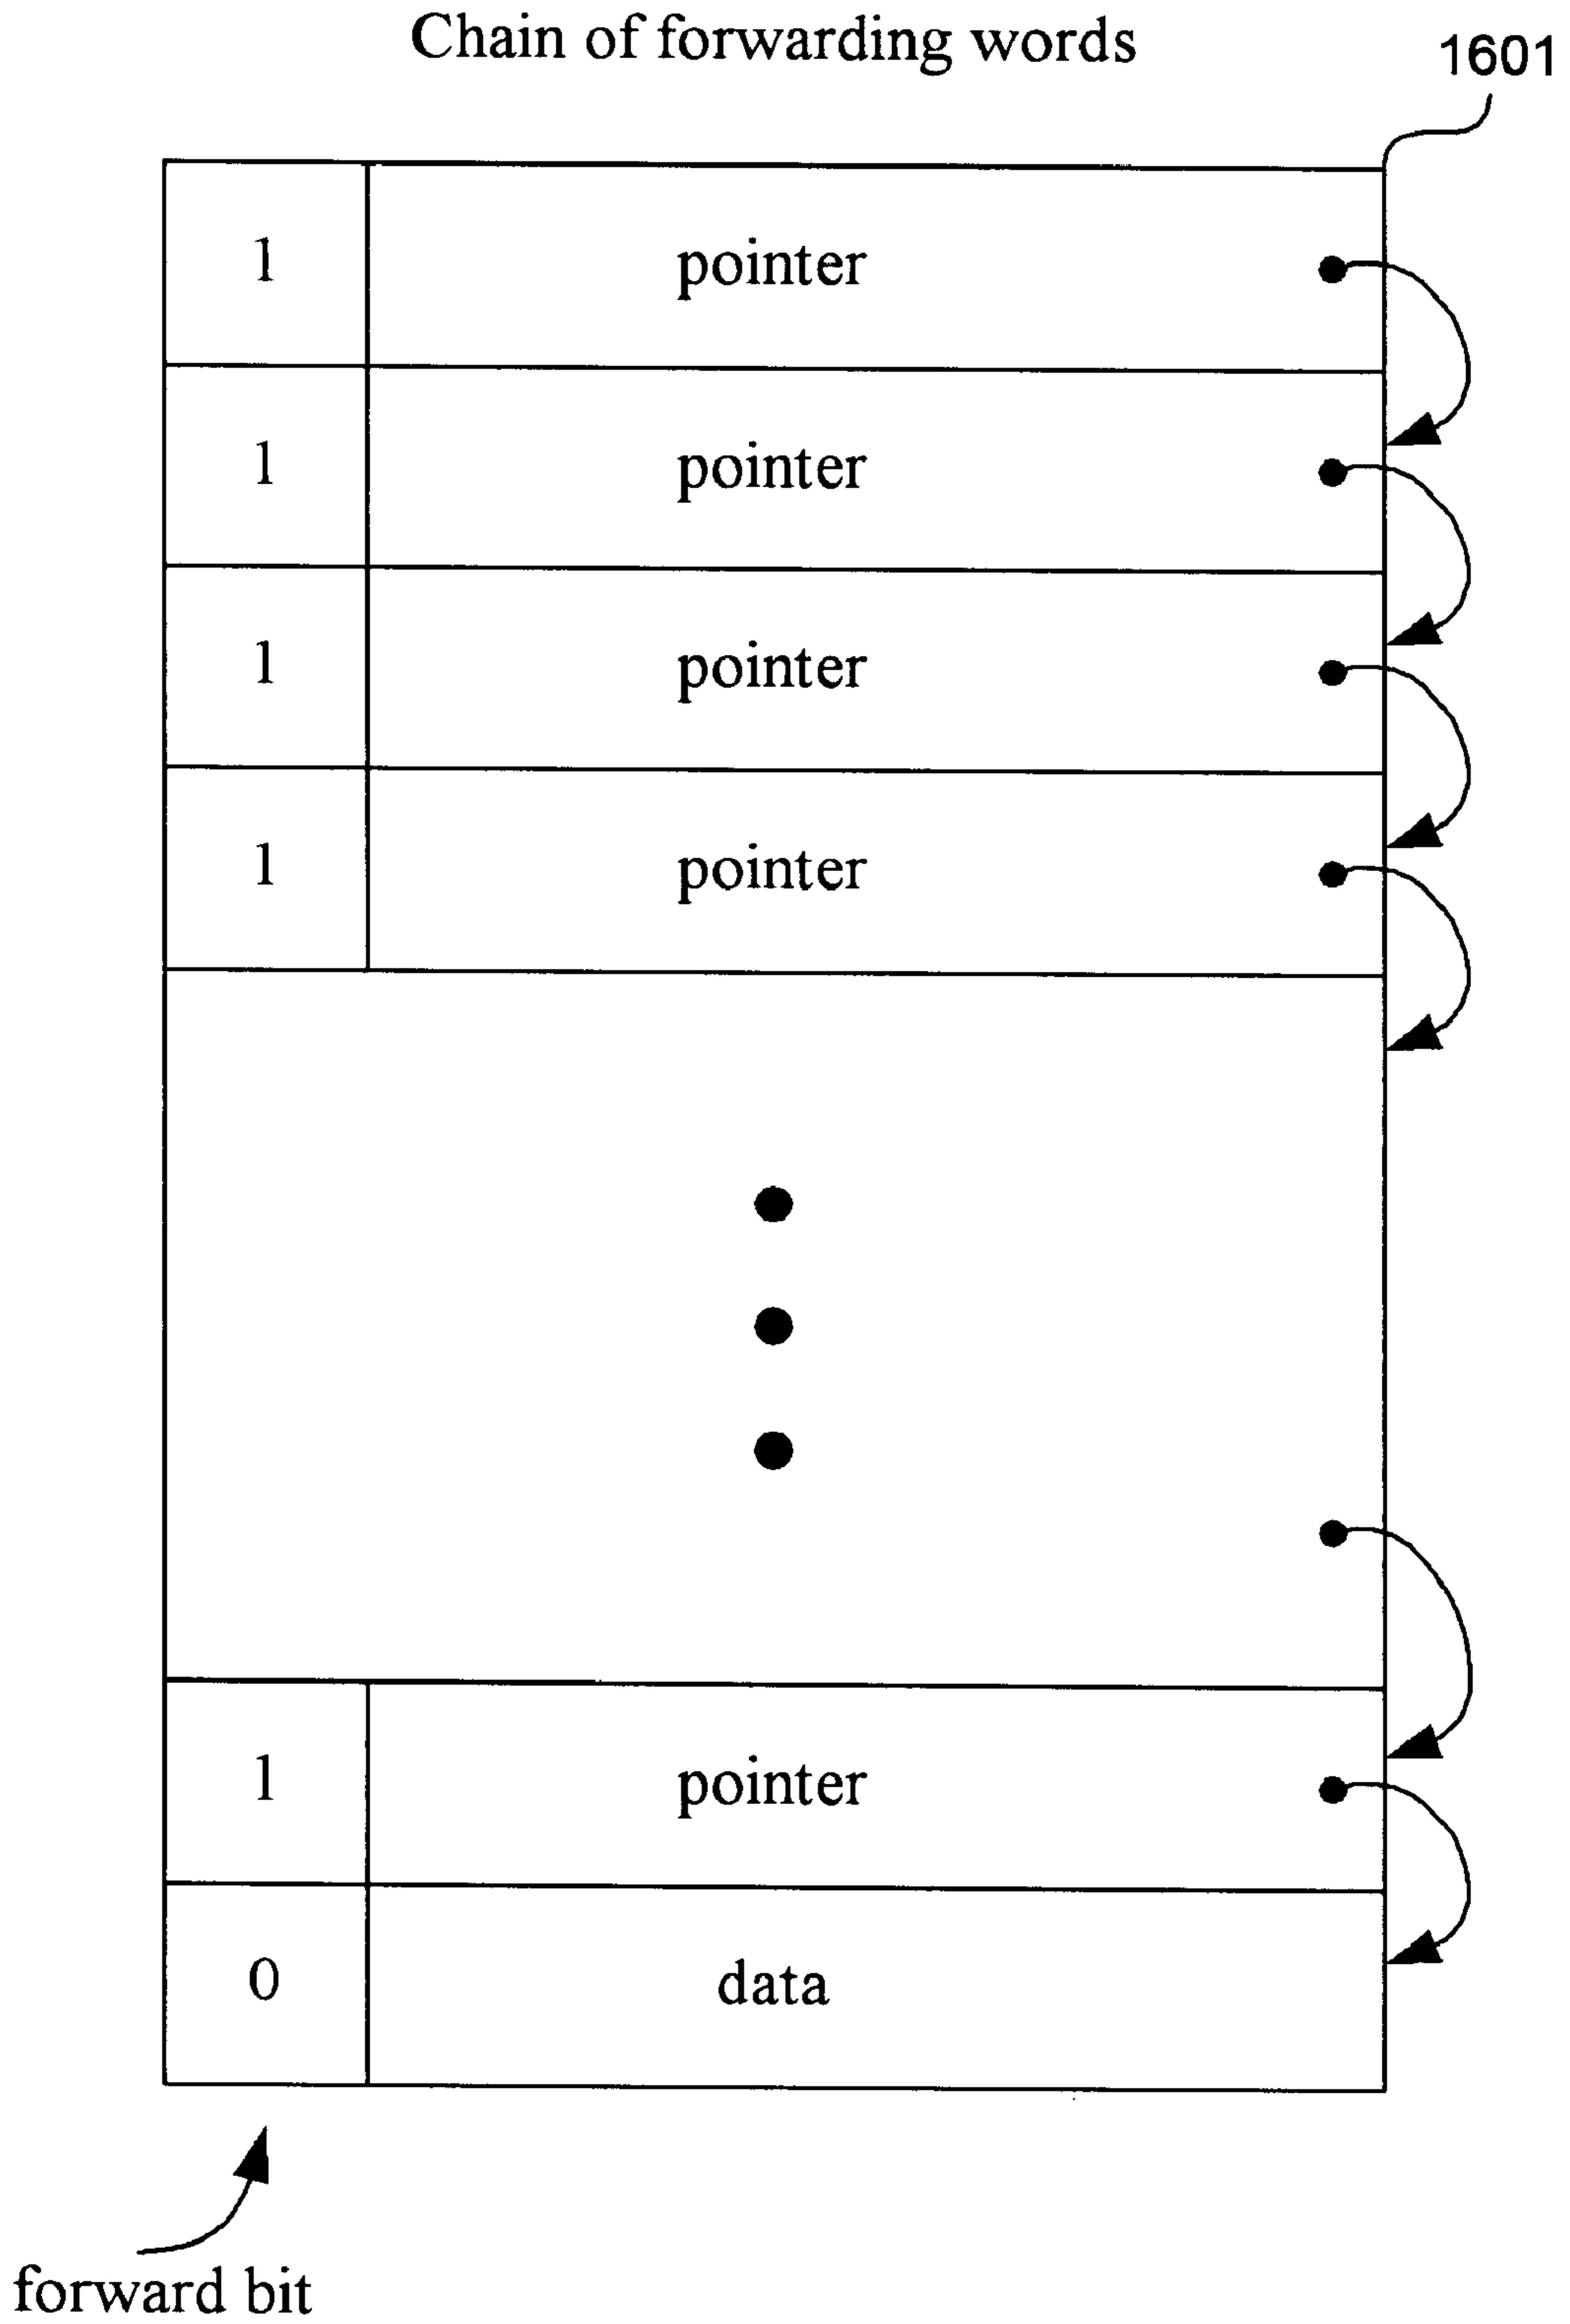 Chain of forwarding words
1601
1 pointer
1 pointer
1 pointer
1 pointer
1 pointer
0 data
forward bit